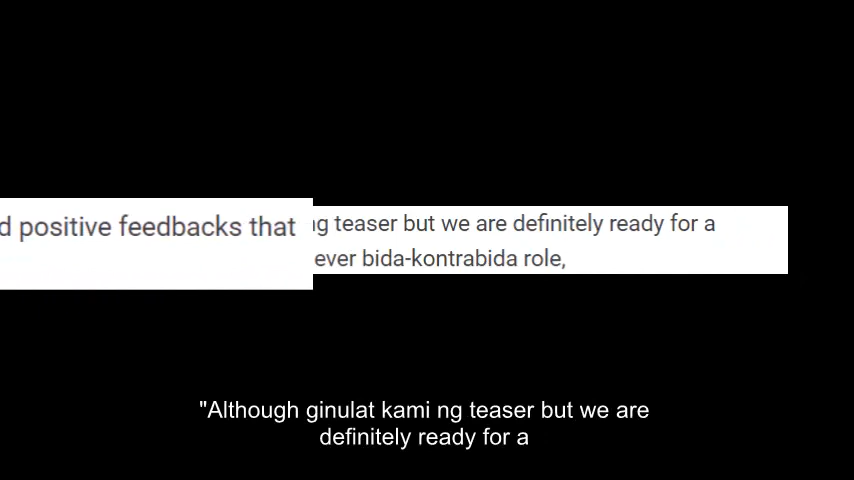 positive feedbacks that
teaser but we are definitely ready for a
ever bida-kontrabida role,
"Although ginulat kami ng teaser but we are
definitely ready for a